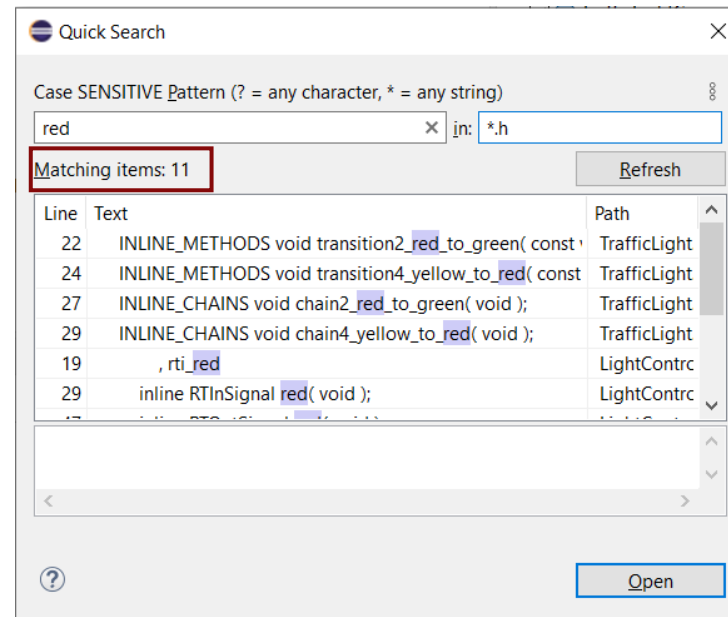 Quick Search
Case SENSITIVE Pattern (? = any character, * = any string)
red in: *.h
Matching items: 11 Refresh
Line Text Path
22 INLINE_METHODS void transition2_red_to_green( const TrafficLight
24 INLINE_METHODS void transition4_yellow_to_red( const TrafficLight
27 INLINE_CHAINS void chain2_red_to_green( void ); TrafficLight
29 INLINE_CHAINS void chain4_yellow_to_red( void ); TrafficLight
19 , rti_red LightContrc
29 inline RTInSignal red( void ); LightContrc
Open